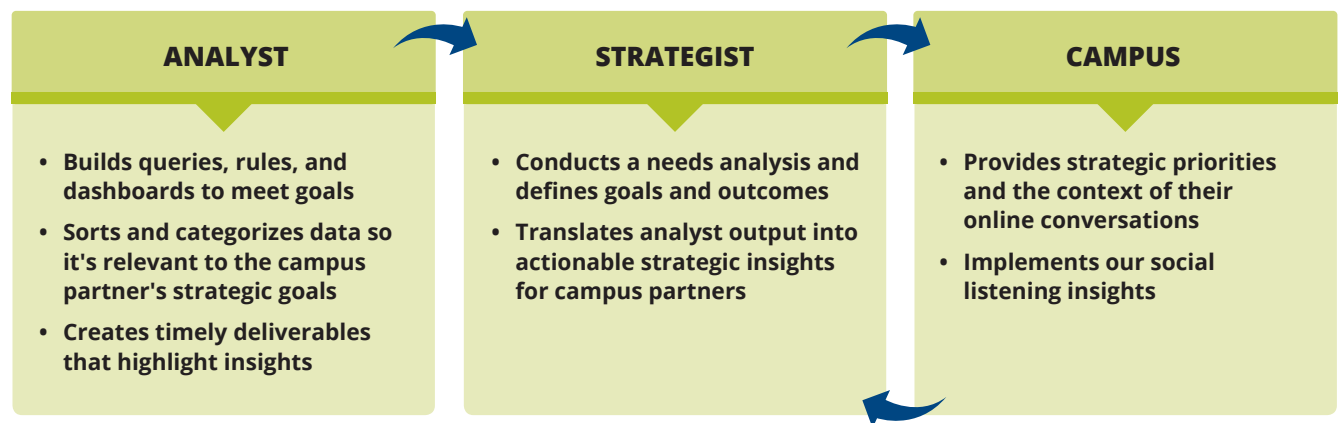 ANALYST
• Builds queries, rules, and
dashboards to meet goals
• Sorts and categorizes data so
it's relevant to the campus
partner's strategic goals
• Creates timely deliverables
that highlight insights
STRATEGIST
• Conducts a needs analysis and
defines goals and outcomes
• Translates analyst output into
actionable strategic insights
for campus partners
CAMPUS
• Provides strategic priorities
and the context of their
online conversations
• Implements our social
listening insights